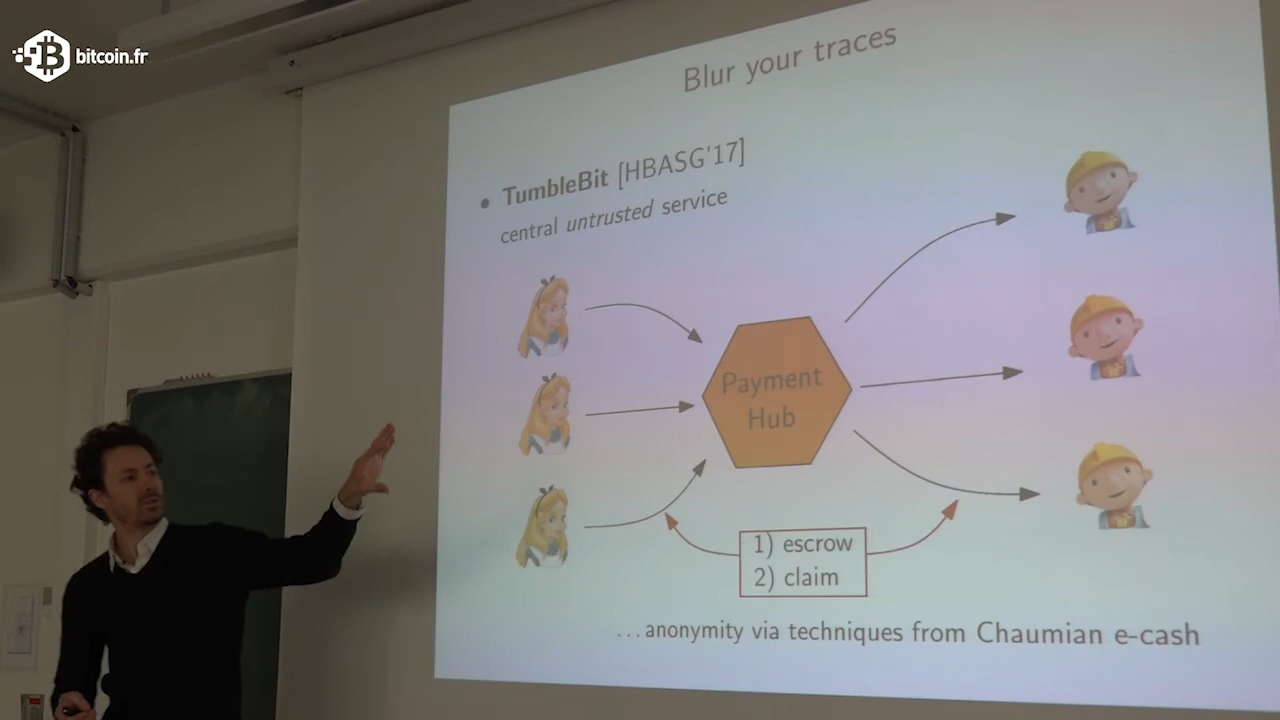 bitcoin.fr
Blur your traces
• TumbleBit [HBASG'17]
central untrusted service
Payment
Hub
1) escrow
2) claim
...anonymity via techniques from Chaumian e-cash